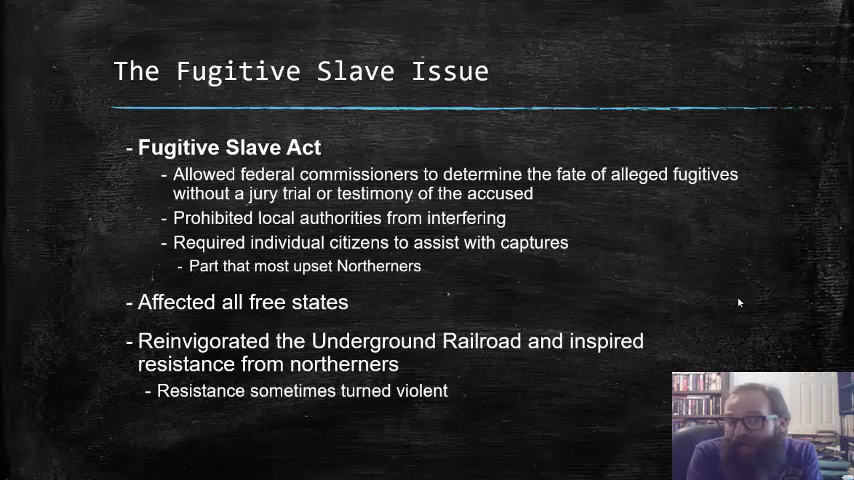 The Fugitive Slave Issue
- Fugitive Slave Act
- Allowed federal commissioners to determine the fate of alleged fugitives
without a jury trial or testimony of the accused
- Prohibited local authorities from interfering
- Required individual citizens to assist with captures
- Part that most upset Northerners
- Affected all free states
- Reinvigorated the Underground Railroad and inspired
resistance from northerners
- Resistance sometimes turned violent